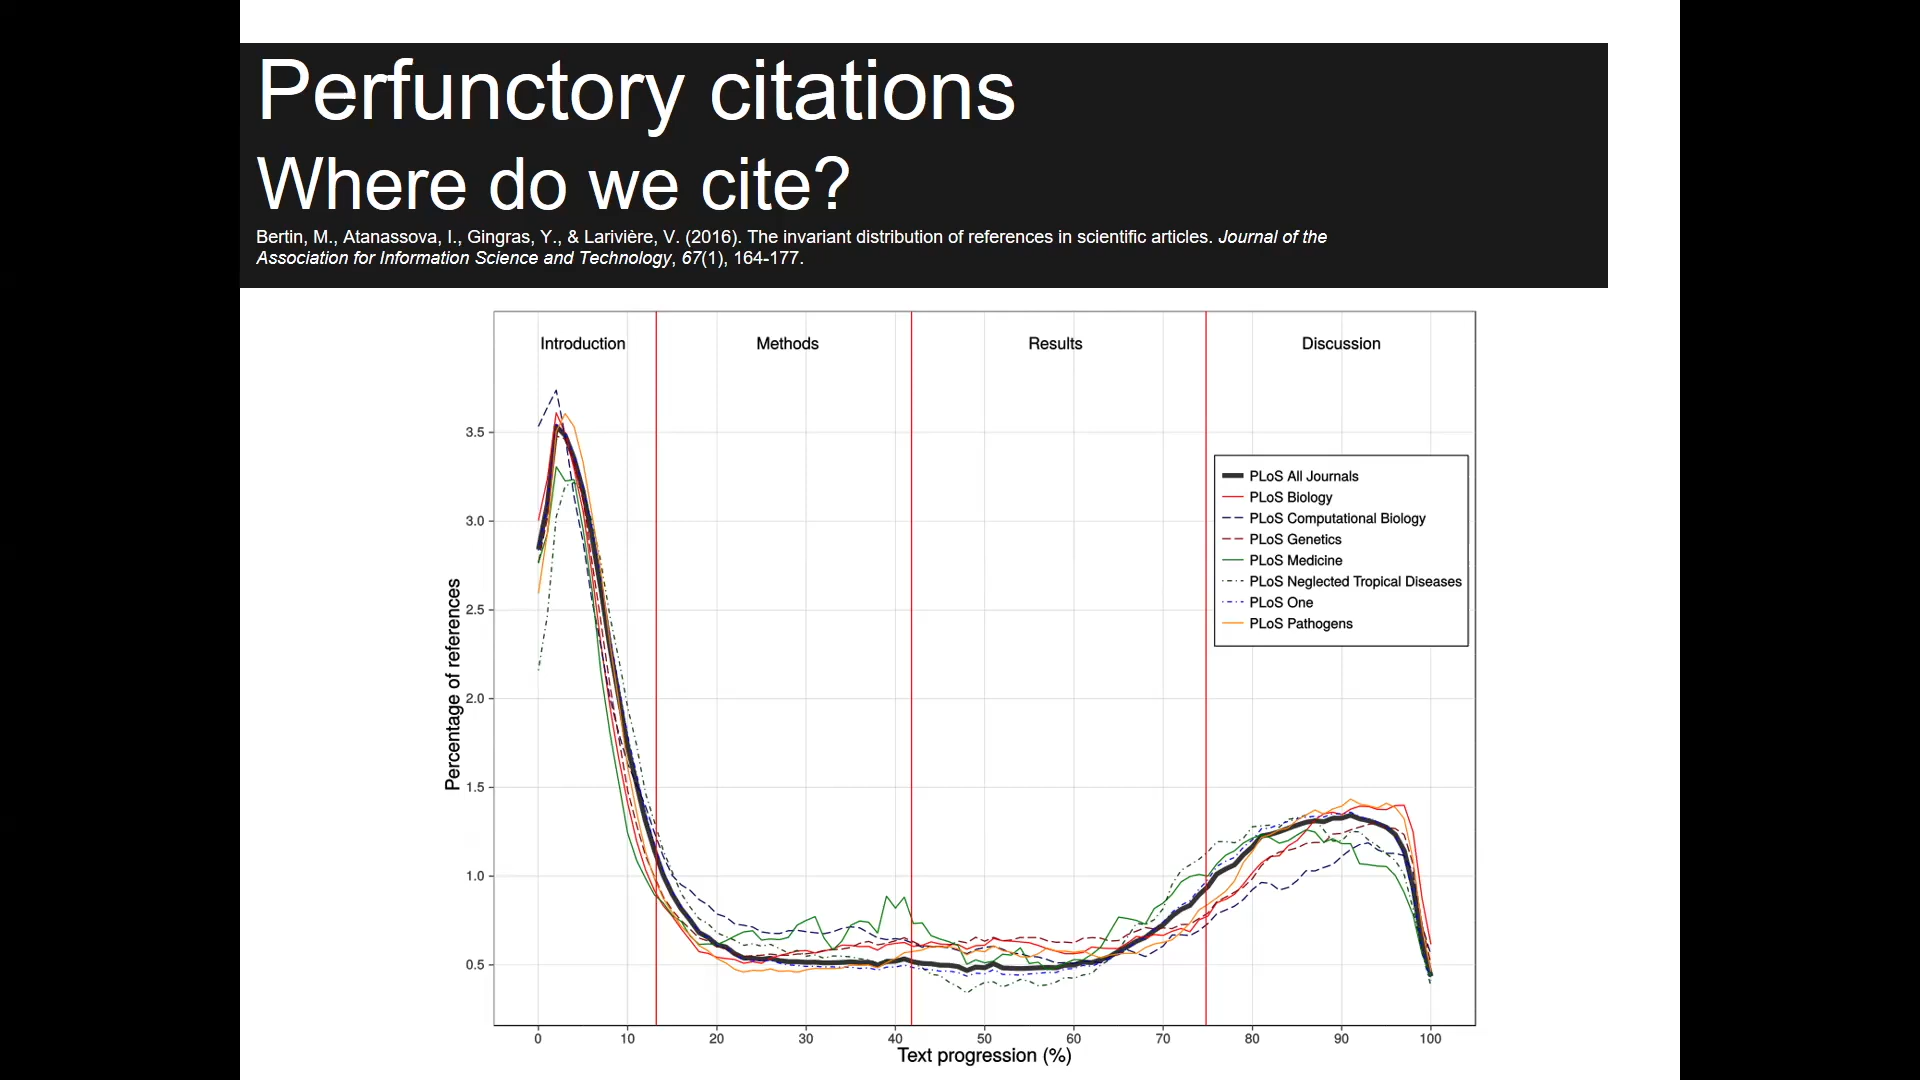 Perfunctory citations
Where do we cite?
Bertin, M., Atanassova, I., Gingras, Y., & Larivière, V. (2016). The invariant distribution of references in scientific articles. Journal of the
Association for Information Science and Technology, 67(1), 164-177.
Introduction
Methods
Results
Discussion
Percentage of references
3.5
3.0
2.5
2.0
1.5
1.0
0.5
PLoS All Journals
PLoS Biology
PLoS Computational Biology
PLoS Genetics
PLoS Medicine
PLoS Neglected Tropical Diseases
PLoS One
PLoS Pathogens
0 10 20 30 40 50 60 70 80 90 100
Text progression (%)